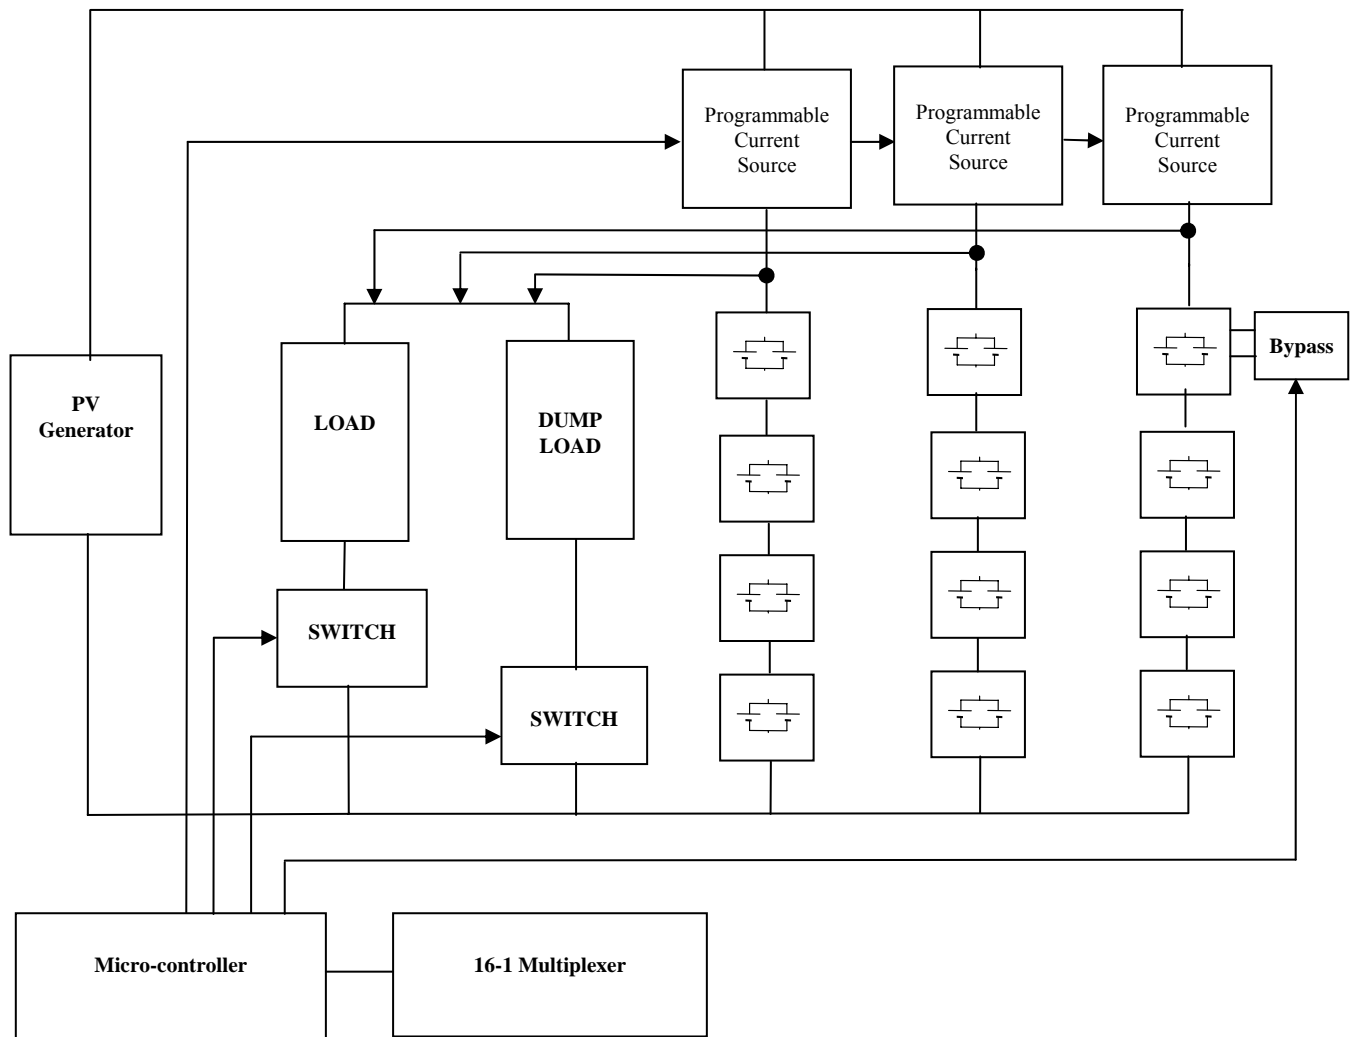 Programmable
Current
Source
Programmable
Current
Source
Programmable
Current
Source
Bypass
PV
Generator
LOAD
DUMP
LOAD
SWITCH
SWITCH
Micro-controller
16-1 Multiplexer